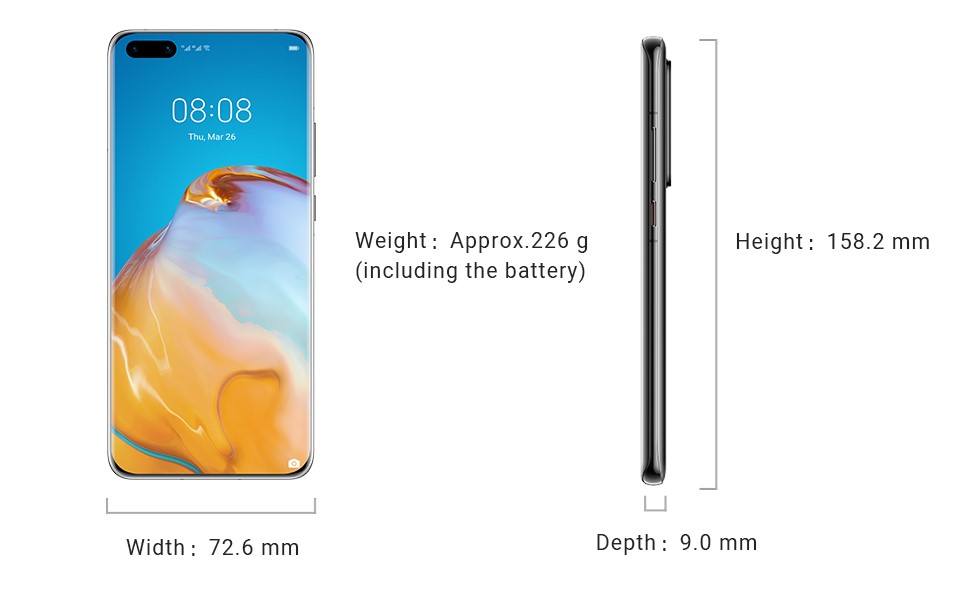 08:08
Thu, Mar 26
Weight： Approx.226 g
(including the battery)
Height： 158.2 mm
Width： 72.6 mm
Depth： 9.0 mm